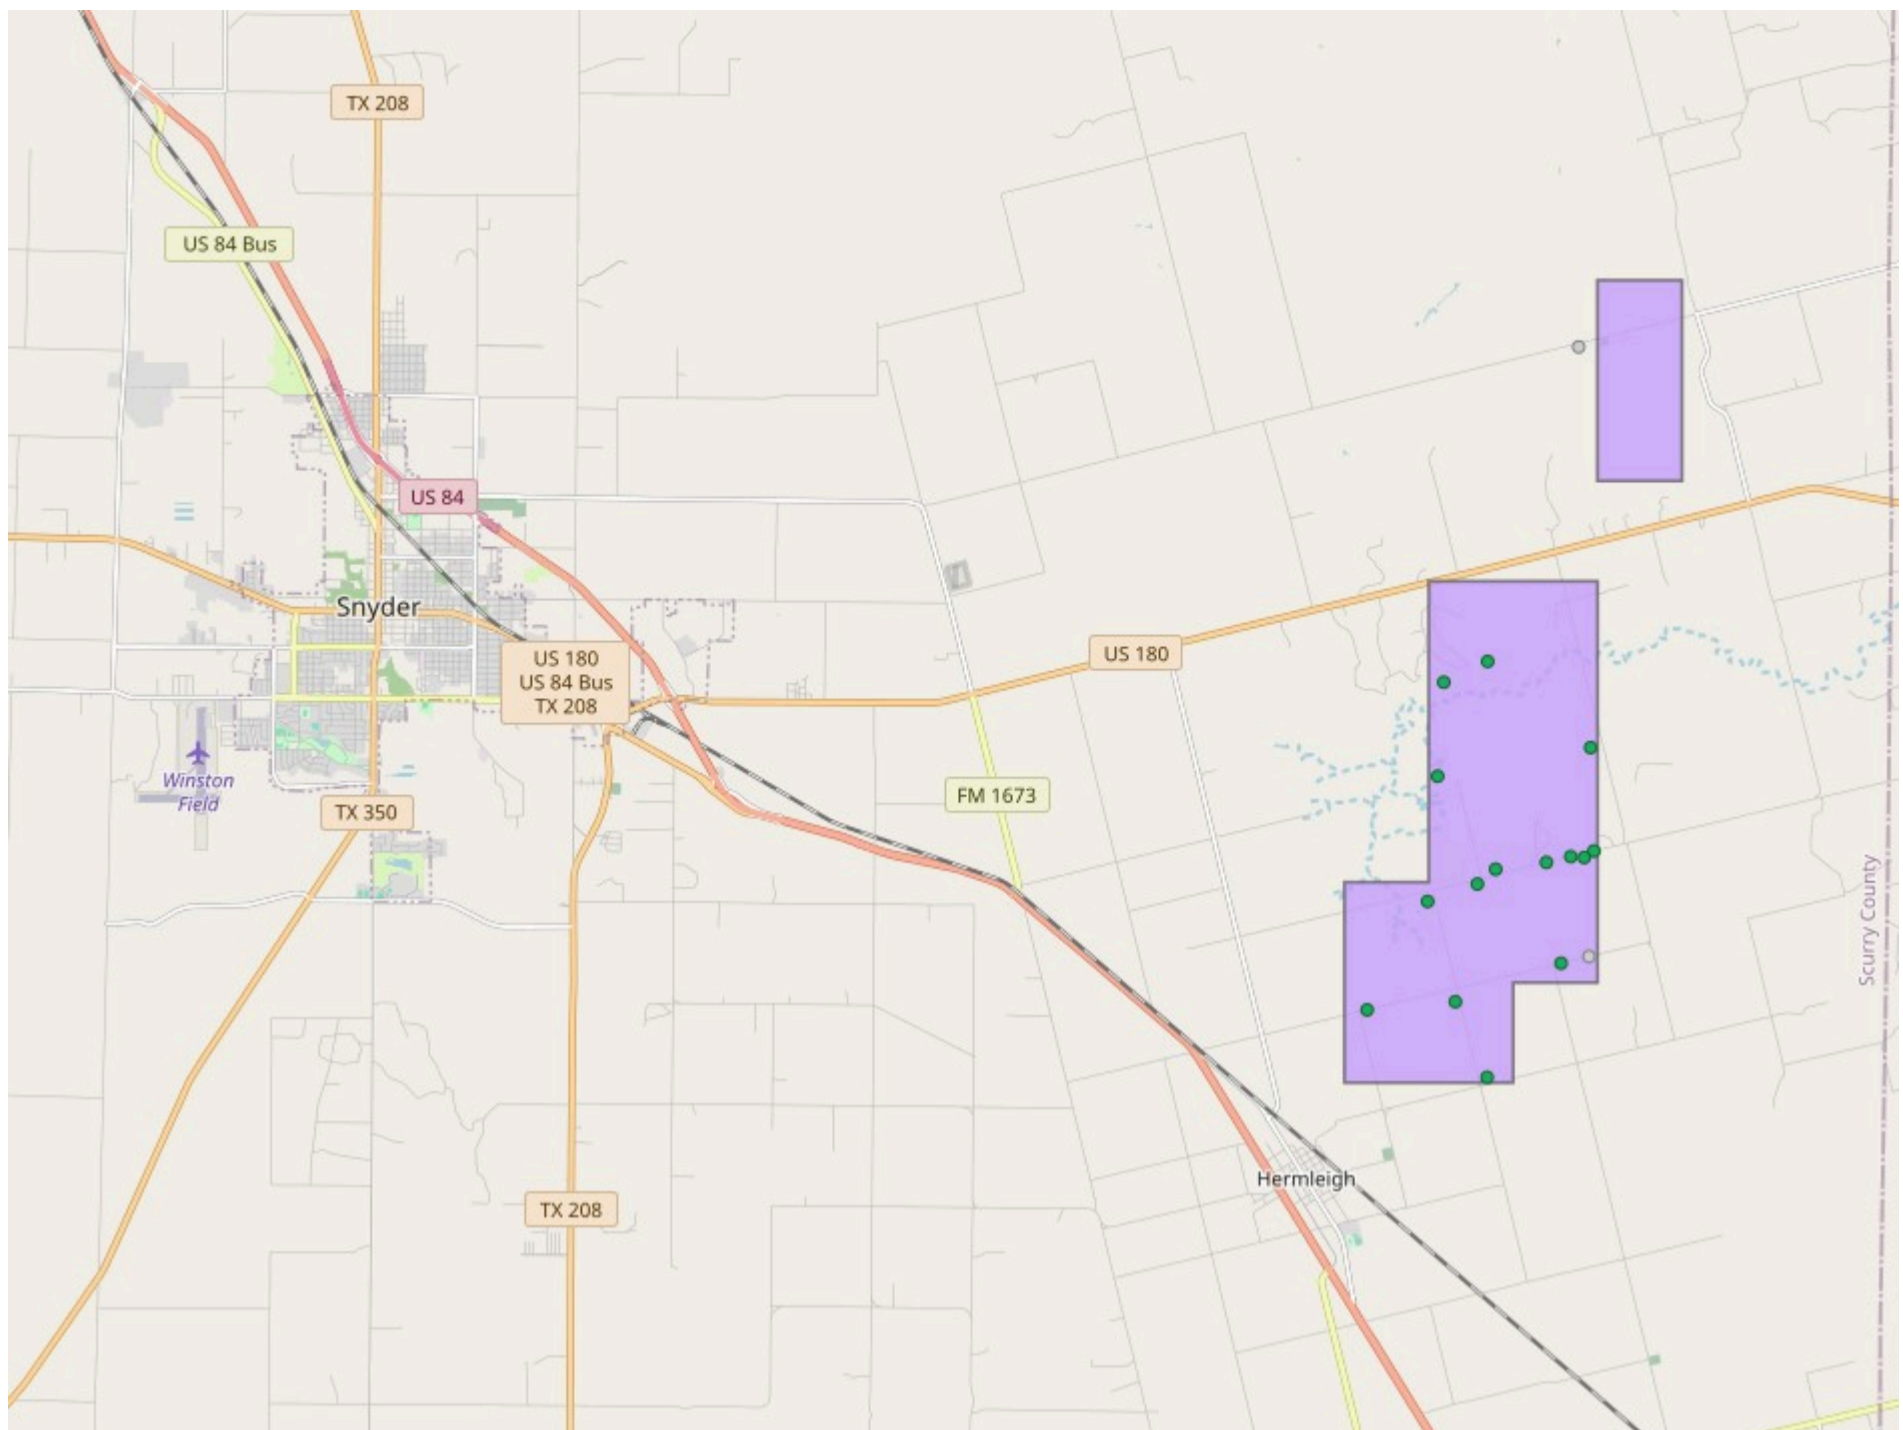 TX 208
US 84 Bus
US 84
Snyder
US 180
US 84 Bus
TX 208
US 180
Winston
Field
TX 350
FM 1673
Scurry County
Hermleigh
TX 208